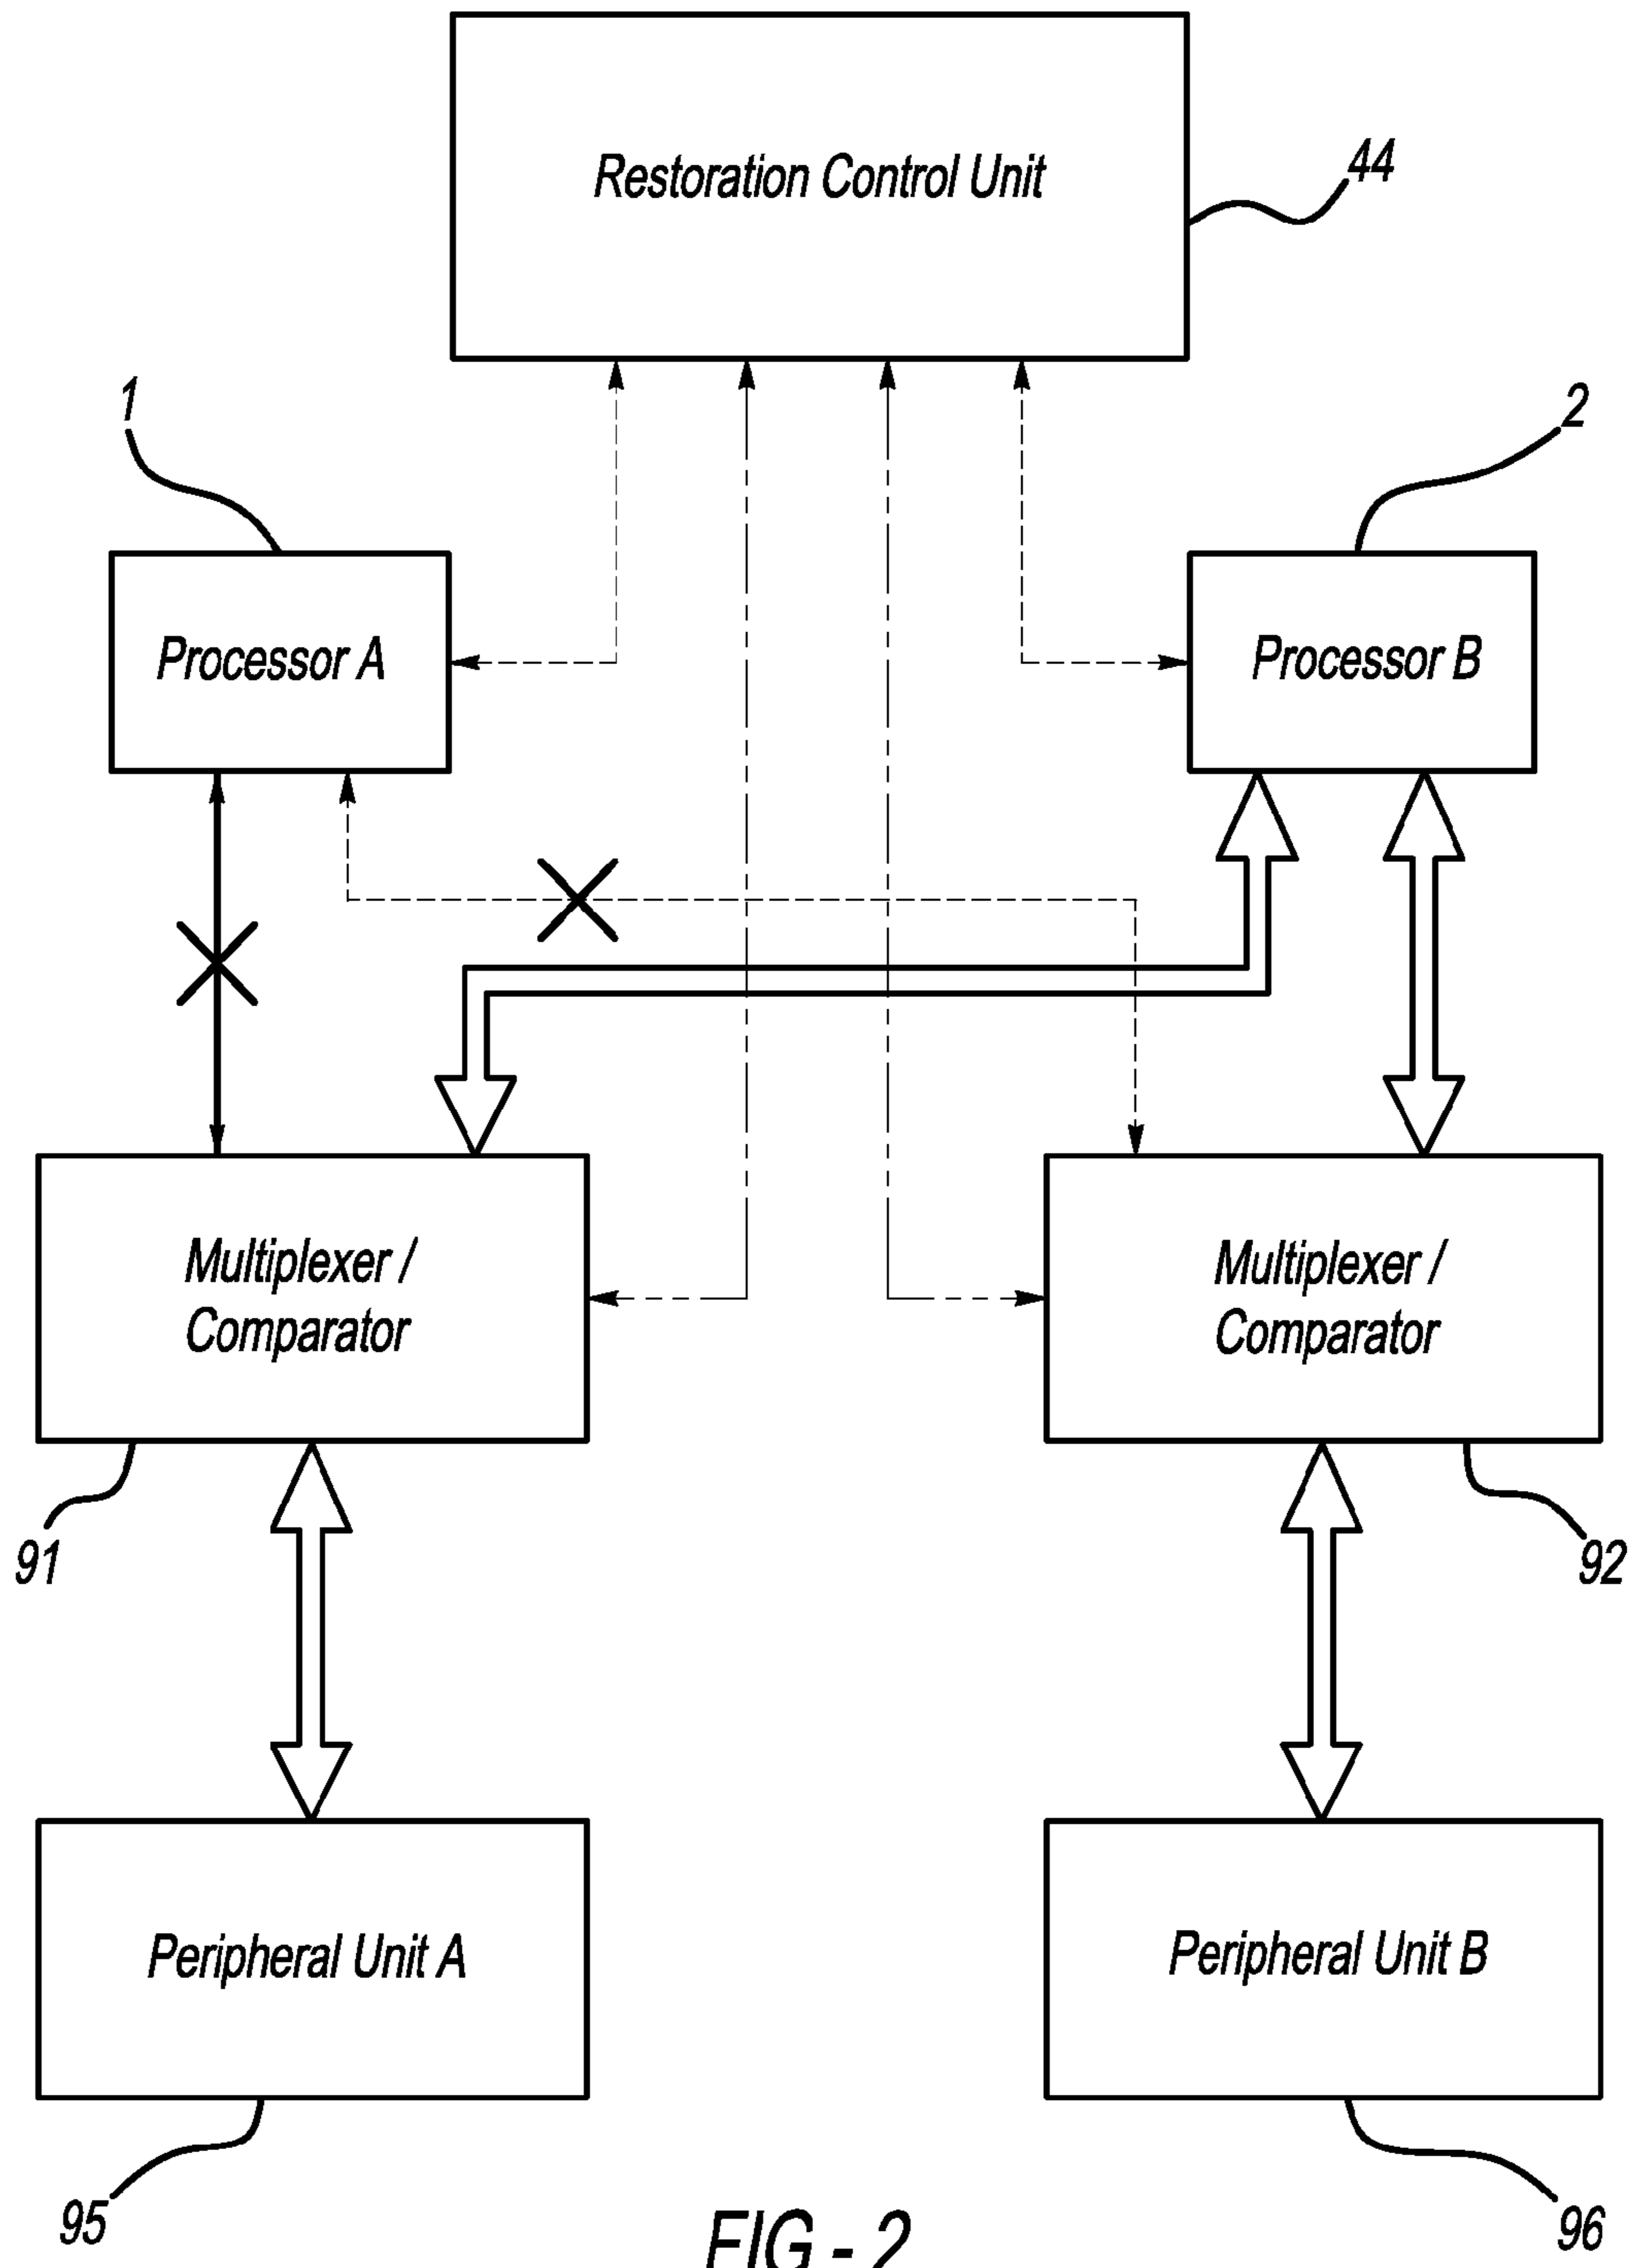 Restoration Control Unit
44
1
2
Processor A
Processor B
Multiplexer /
Comparator
Multiplexer /
Comparator
91
92
Peripheral Unit A
Peripheral Unit B
95
96
FIG - 2